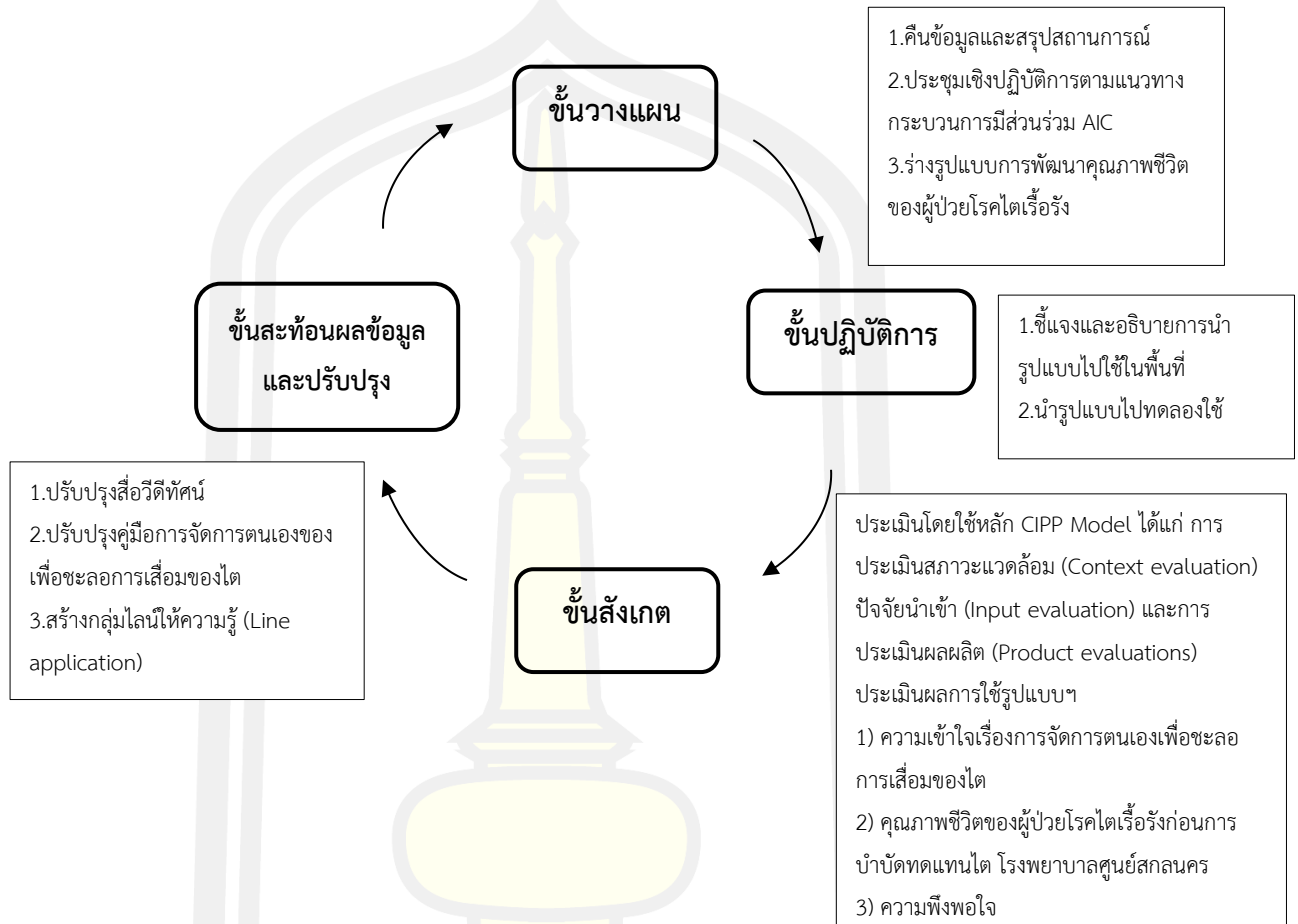 ขั้นวางแผน
1.คืนข้อมูลและสรุปสถานการณ์
2.ประชุมเชิงปฏิบัติการตามแนวทาง
กระบวนการมีส่วนร่วม AIC
3.ร่างรูปแบบการพัฒนาคุณภาพชีวิต
ของผู้ป่วยโรคไตเรื้อรัง
ขั้นปฏิบัติการ
1.ชี้แจงและอธิบายการนำ
รูปแบบไปใช้ในพื้นที่
2.นำรูปแบบไปทดลองใช้
ขั้นสังเกต
ประเมินโดยใช้หลัก CIPP Model ได้แก่ การ
ประเมินสภาวะแวดล้อม (Context evaluation)
ปัจจัยนำเข้า (Input evaluation) และการ
ประเมินผลผลิต (Product evaluations)
ประเมินผลการใช้รูปแบบฯ
1) ความเข้าใจเรื่องการจัดการตนเองเพื่อชะลอ
การเสื่อมของไต
2) คุณภาพชีวิตของผู้ป่วยโรคไตเรื้อรังก่อนการ
บำบัดทดแทนไต โรงพยาบาลศูนย์สกลนคร
3) ความพึงพอใจ
ขั้นสะท้อนผลข้อมูล
และปรับปรุง
1.ปรับปรุงสื่อวีดีทัศน์
2.ปรับปรุงคู่มือการจัดการตนเองของ
เพื่อชะลอการเสื่อมของไต
3.สร้างกลุ่มไลน์ให้ความรู้ (Line
application)